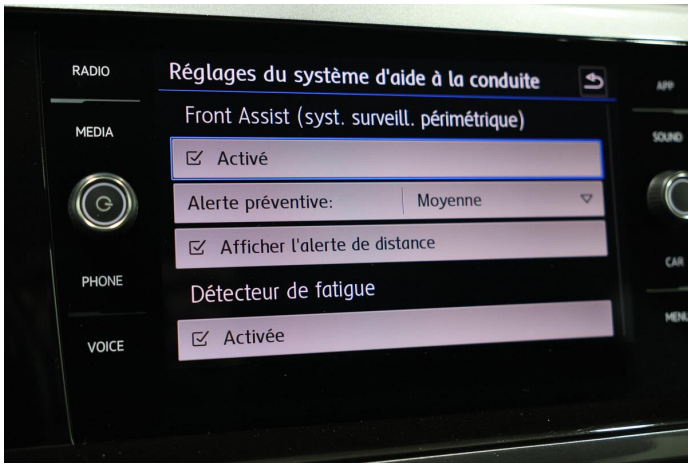 RADIO
MEDIA
PHONE
VOICE
Réglages du système d'aide à la conduite
Front Assist (syst. surveill. périmétrique)
Activé
Alerte préventive: Moyenne
Afficher l'alerte de distance
Détecteur de fatigue
Activée
APP
SOUND
CAR
MENU